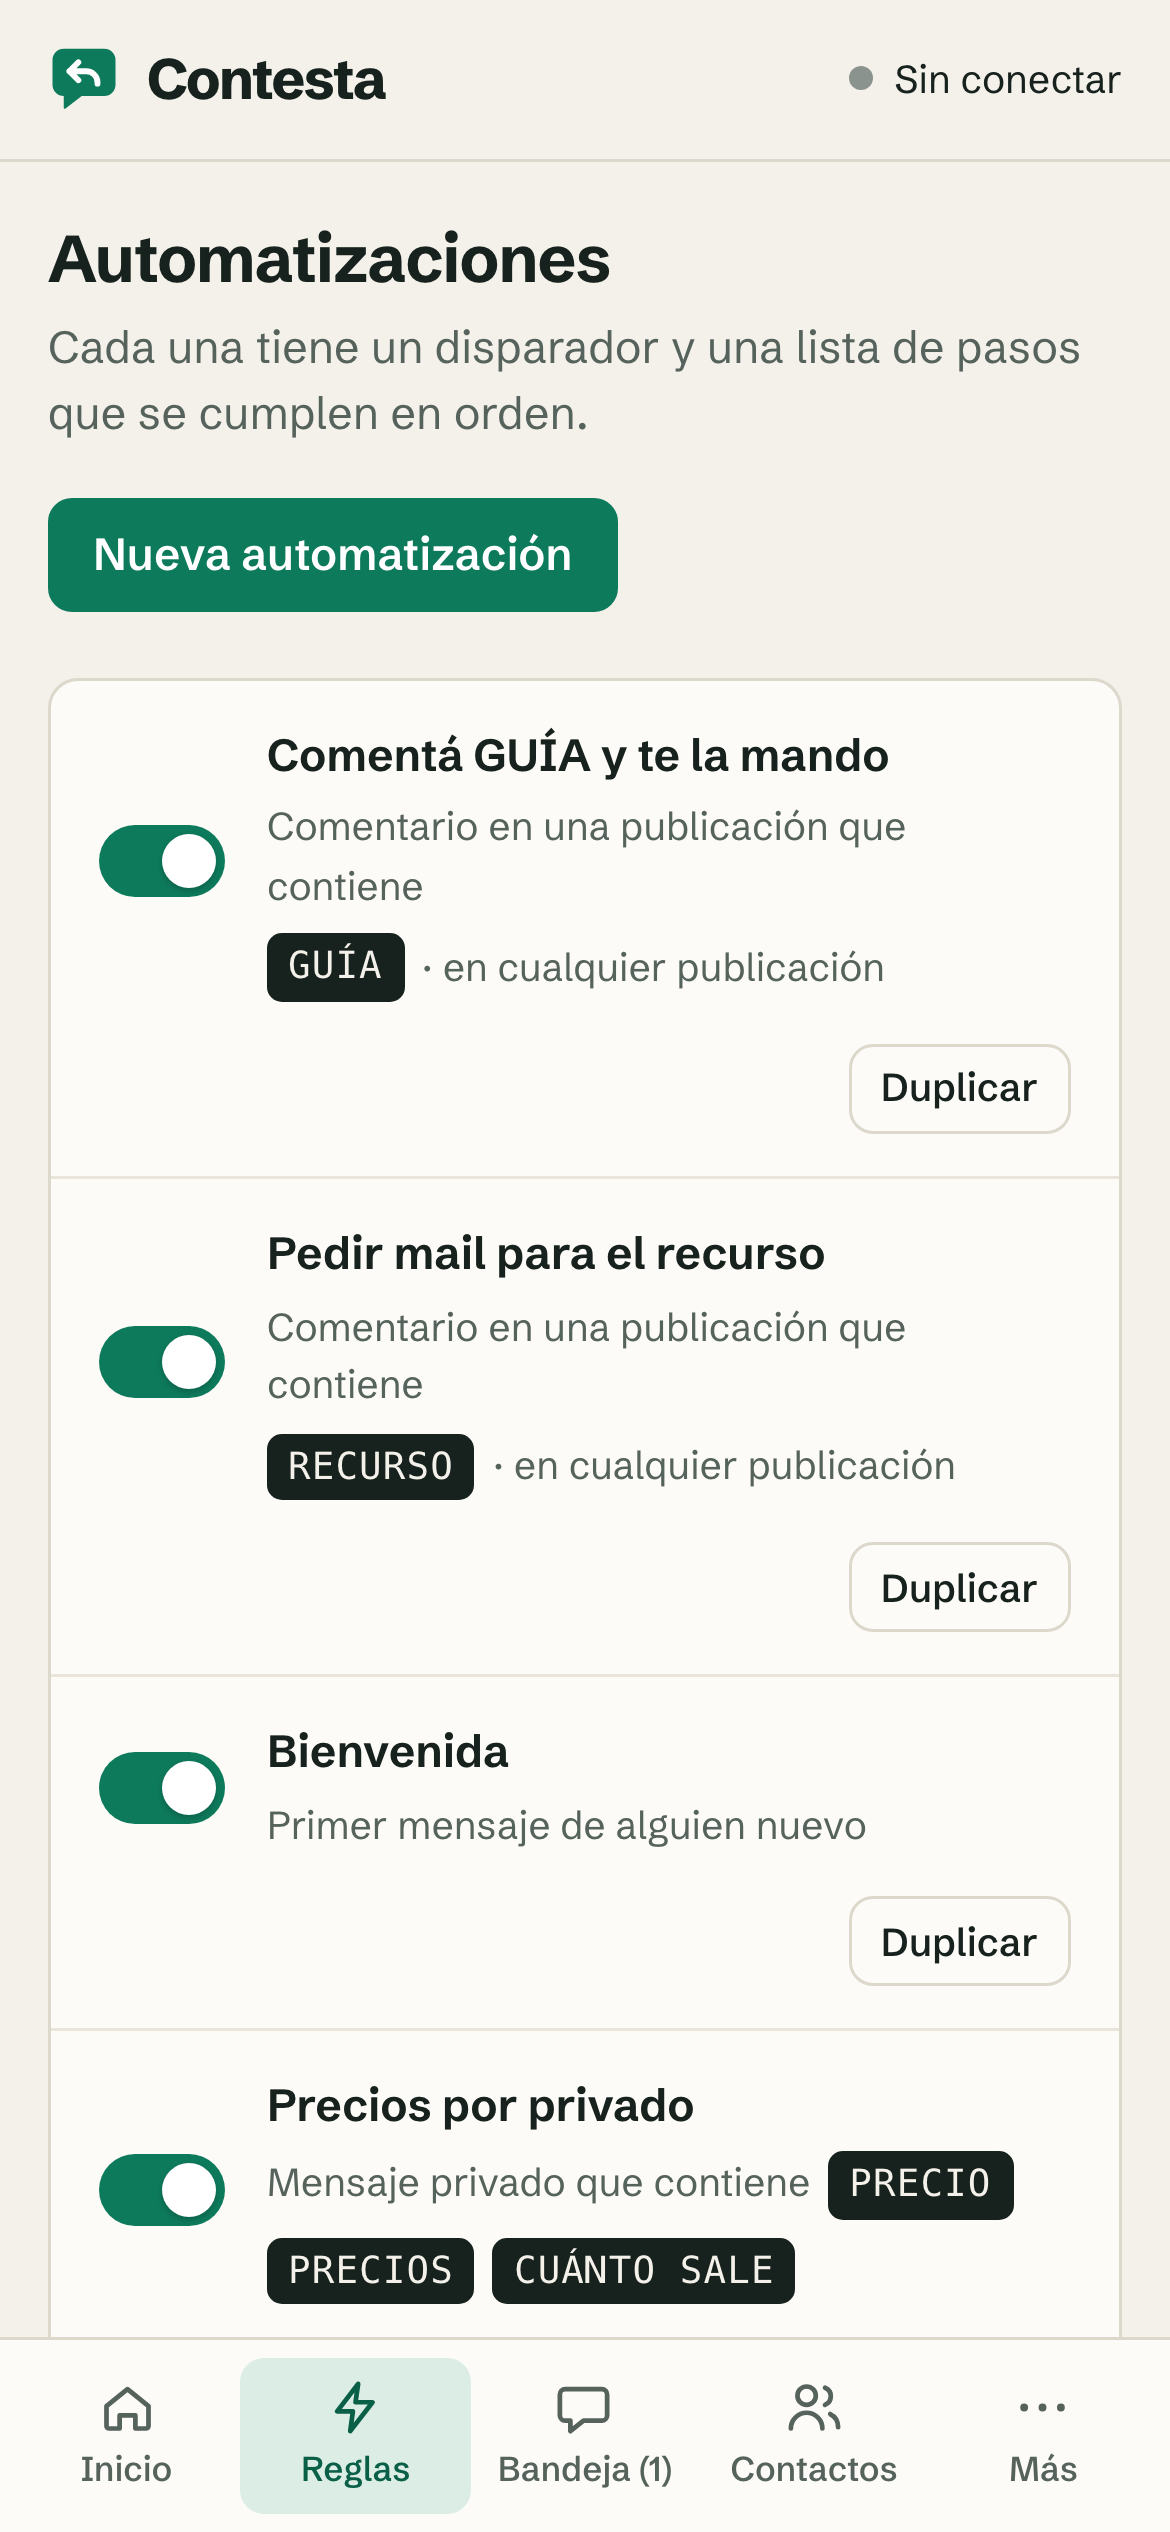 Contesta
Sin conectar
Automatizaciones
Cada una tiene un disparador y una lista de pasos
que se cumplen en orden.
Nueva automatización
Comentá GUÍA y te la mando
Comentario en una publicación que
contiene
GUÍA · en cualquier publicación
Duplicar
Pedir mail para el recurso
Comentario en una publicación que
contiene
RECURSO · en cualquier publicación
Duplicar
Bienvenida
Primer mensaje de alguien nuevo
Duplicar
Precios por privado
Mensaje privado que contiene PRECIO
PRECIOS CUÁNTO SALE
Inicio
Reglas
Bandeja (1)
Contactos
Más